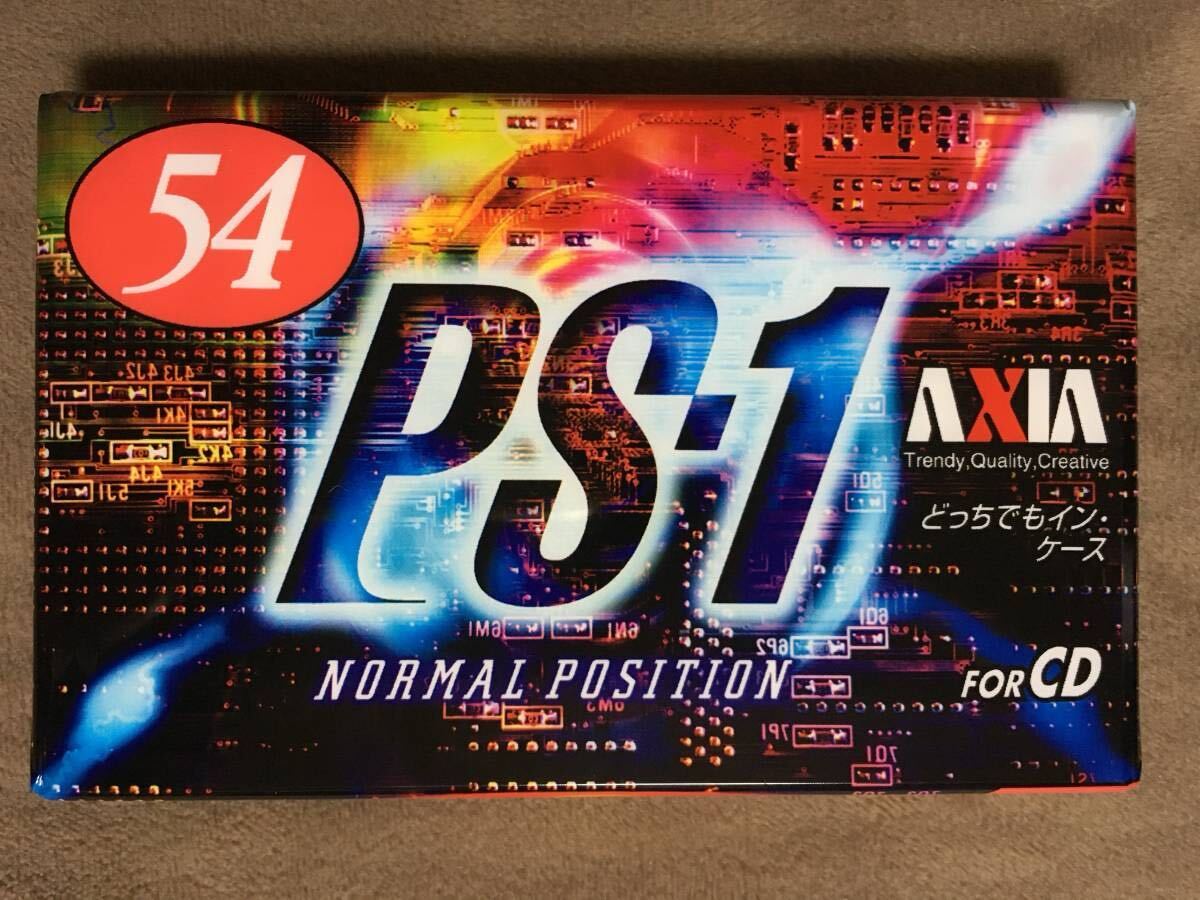 54
PS-1
AXIA
Trendy,Quality,Creative
どっちでもイン・
ケース
NORMAL POSITION
FOR CD